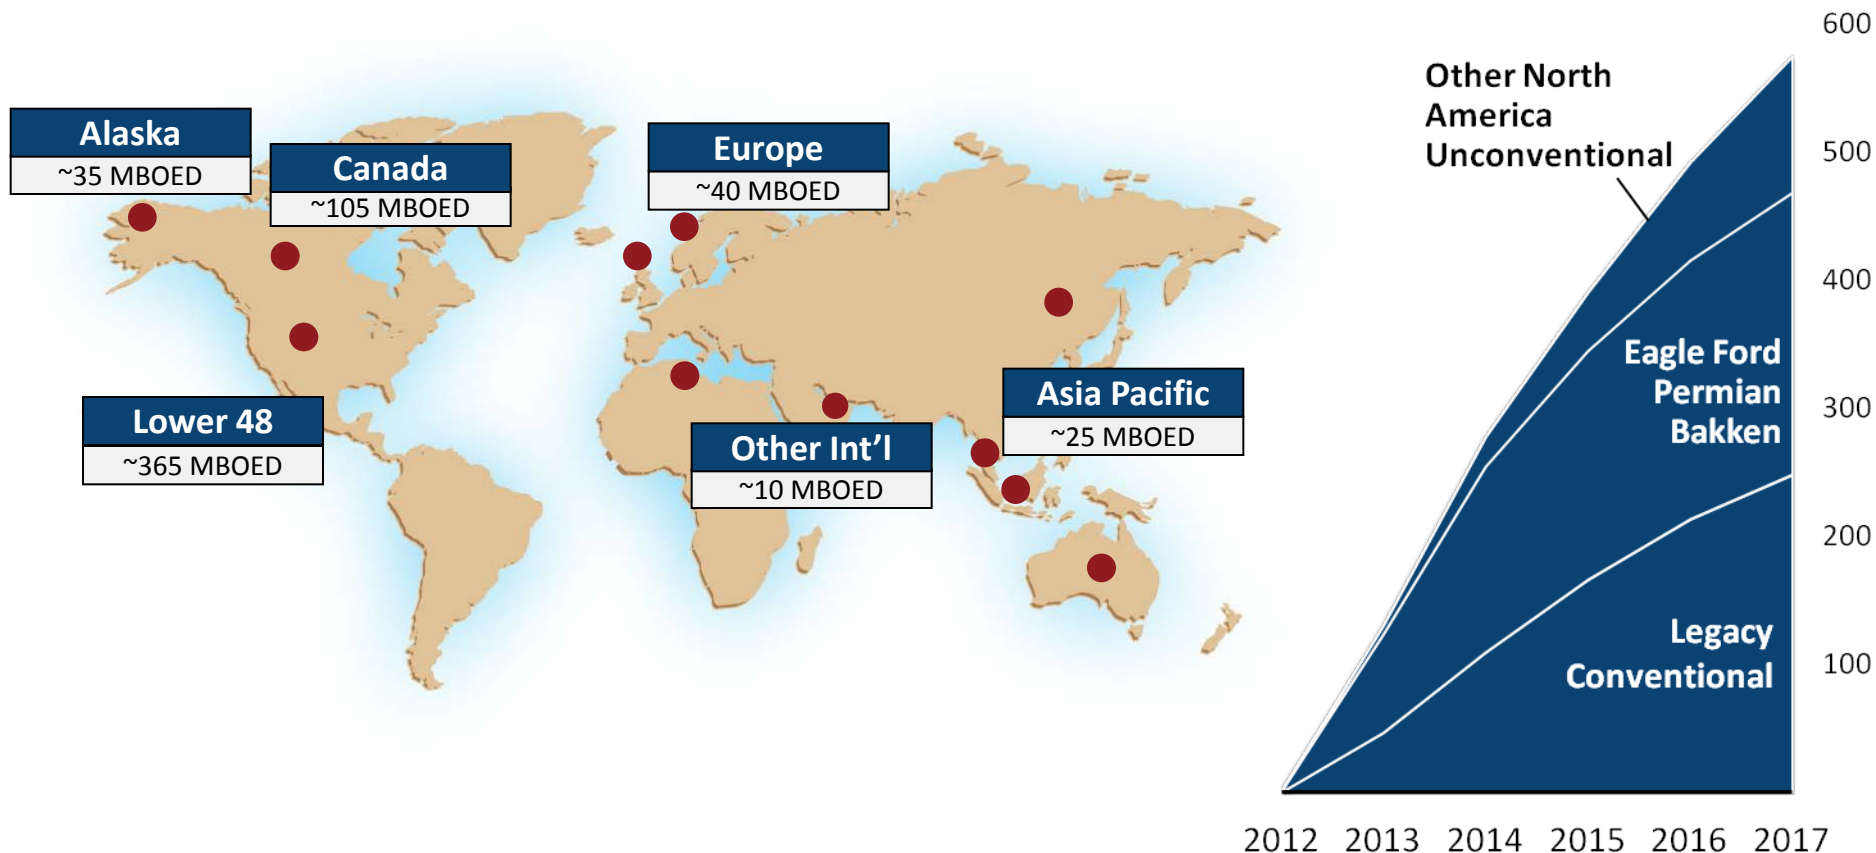 Alaska
~35 MBOED
Canada
~105 MBOED
Europe
~40 MBOED
Lower 48
~365 MBOED
Other Int’l
~10 MBOED
Asia Pacific
~25 MBOED
Other North
America
Unconventional
Eagle Ford
Permian
Bakken
Legacy
Conventional
600
500
400
300
200
100
2012 2013 2014 2015 2016 2017